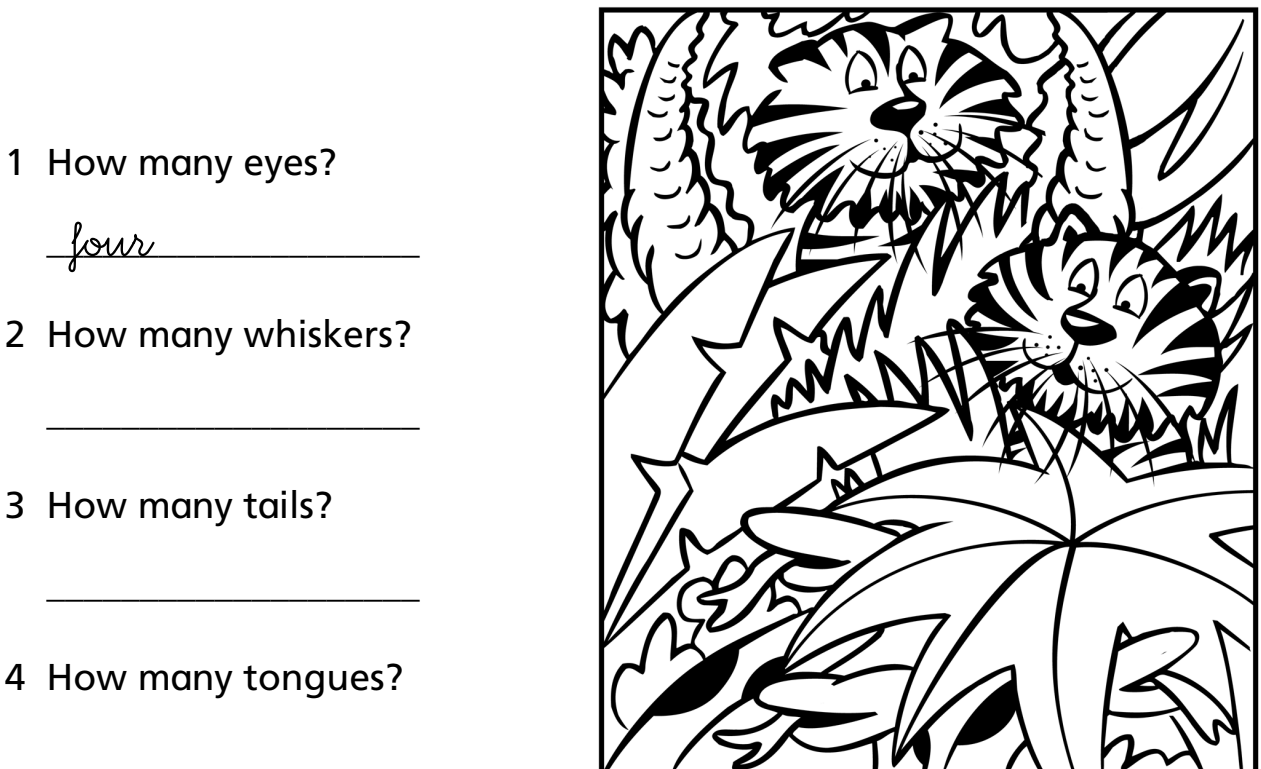 1 How many eyes?
four
2 How many whiskers?
3 How many tails?
4 How many tongues?